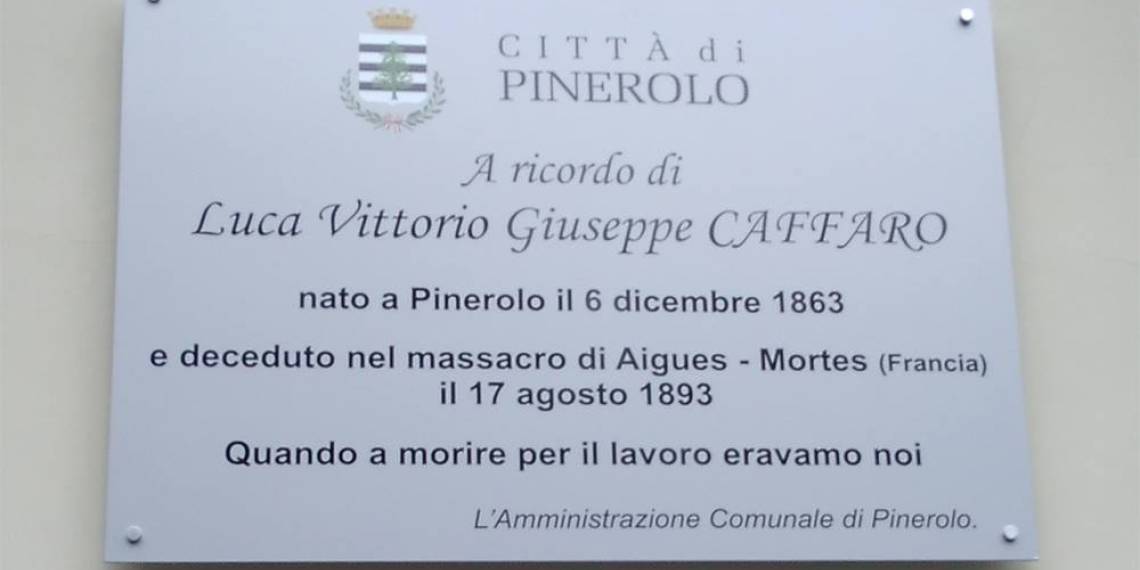 CITTÀ di
PINEROLO
A ricordo di
Luca Vittorio Giuseppe CAFFARO
nato a Pinerolo il 6 dicembre 1863
e deceduto nel massacro di Aigues - Mortes (Francia)
il 17 agosto 1893
Quando a morire per il lavoro eravamo noi
L'Amministrazione Comunale di Pinerolo.